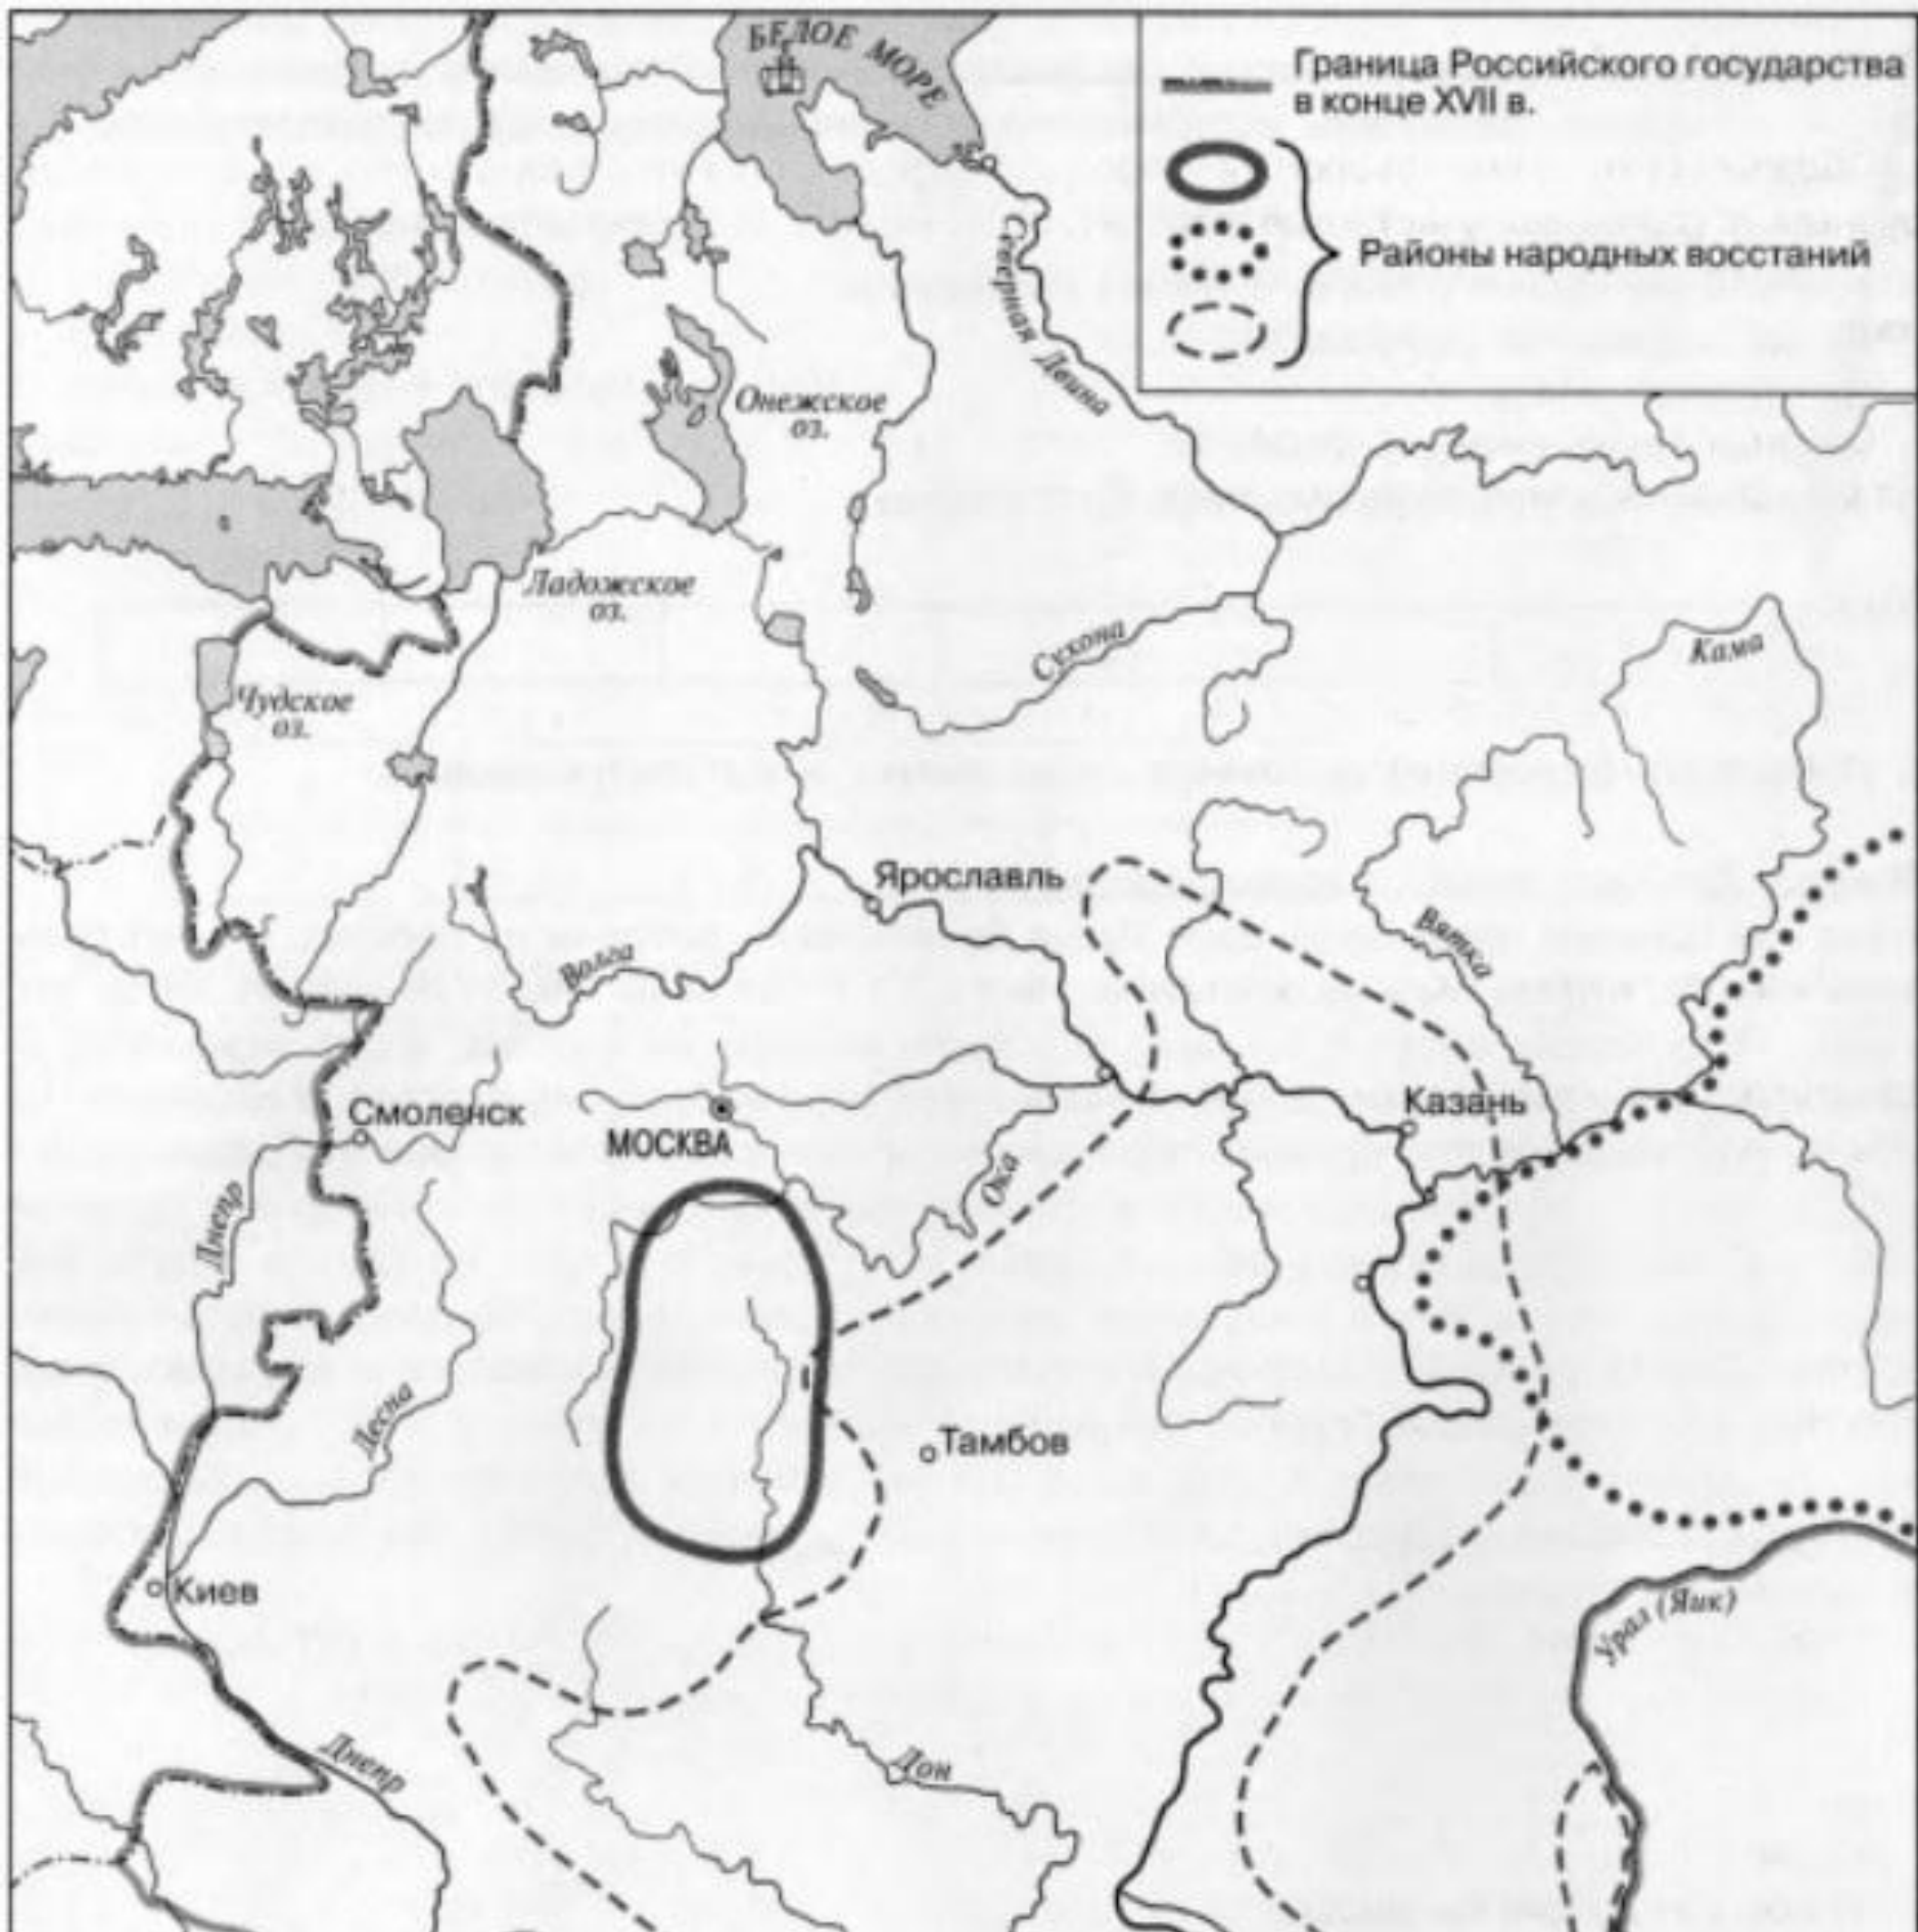 БЕЛОЕ МОРЕ
Граница Российского государства
в конце XVII в.
Районы народных восстаний
Северная Двина
Онежское
оз.
Ладожское
оз.
Сухона
Кама
Чудское
оз.
Ярославль
Волга
Вятка
Смоленск
МОСКВА
Казань
Ока
Днепр
Десна
Тамбов
Киев
Урал (Яик)
Днепр
Дон